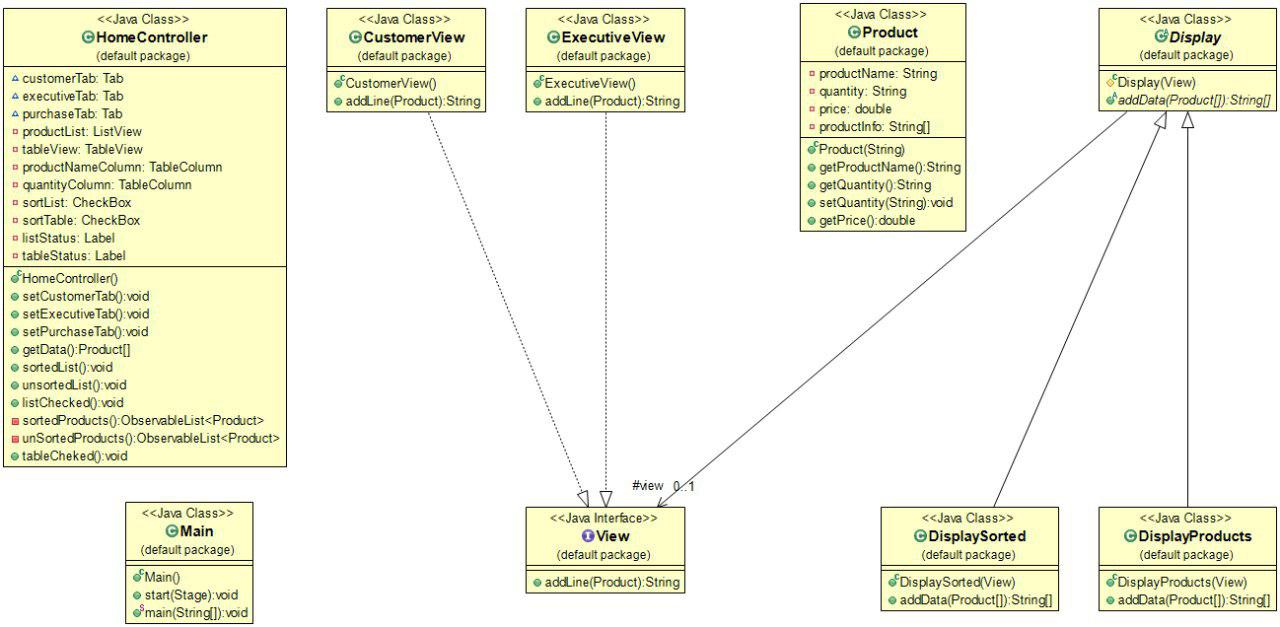 <<Java Class>>
HomeController
(default package)
customerTab: Tab
executiveTab: Tab
purchaseTab: Tab
productList: ListView
tableView: TableView
productNameColumn: TableColumn
quantityColumn: TableColumn
sortList: CheckBox
sortTable: CheckBox
listStatus: Label
tableStatus: Label
HomeController()
setCustomerTab():void
setExecutiveTab():void
setPurchaseTab():void
getData():Product[]
sortedList():void
unsortedList():void
listChecked():void
sortedProducts():ObservableList<Product>
unSortedProducts():ObservableList<Product>
tableCheked():void
<<Java Class>>
CustomerView
(default package)
CustomerView()
addLine(Product):String
<<Java Class>>
ExecutiveView
(default package)
ExecutiveView()
addLine(Product):String
<<Java Class>>
Product
(default package)
productName: String
quantity: String
price: double
productInfo: String[]
Product(String)
getProductName():String
getQuantity():String
setQuantity(String):void
getPrice():double
<<Java Class>>
Display
(default package)
Display(View)
addData(Product[]):String[]
<<Java Class>>
Main
(default package)
Main()
start(Stage):void
main(String[]):void
#view 0..1
<<Java Interface>>
View
(default package)
addLine(Product):String
<<Java Class>>
DisplaySorted
(default package)
DisplaySorted(View)
addData(Product[]):String[]
<<Java Class>>
DisplayProducts
(default package)
DisplayProducts(View)
addData(Product[]):String[]